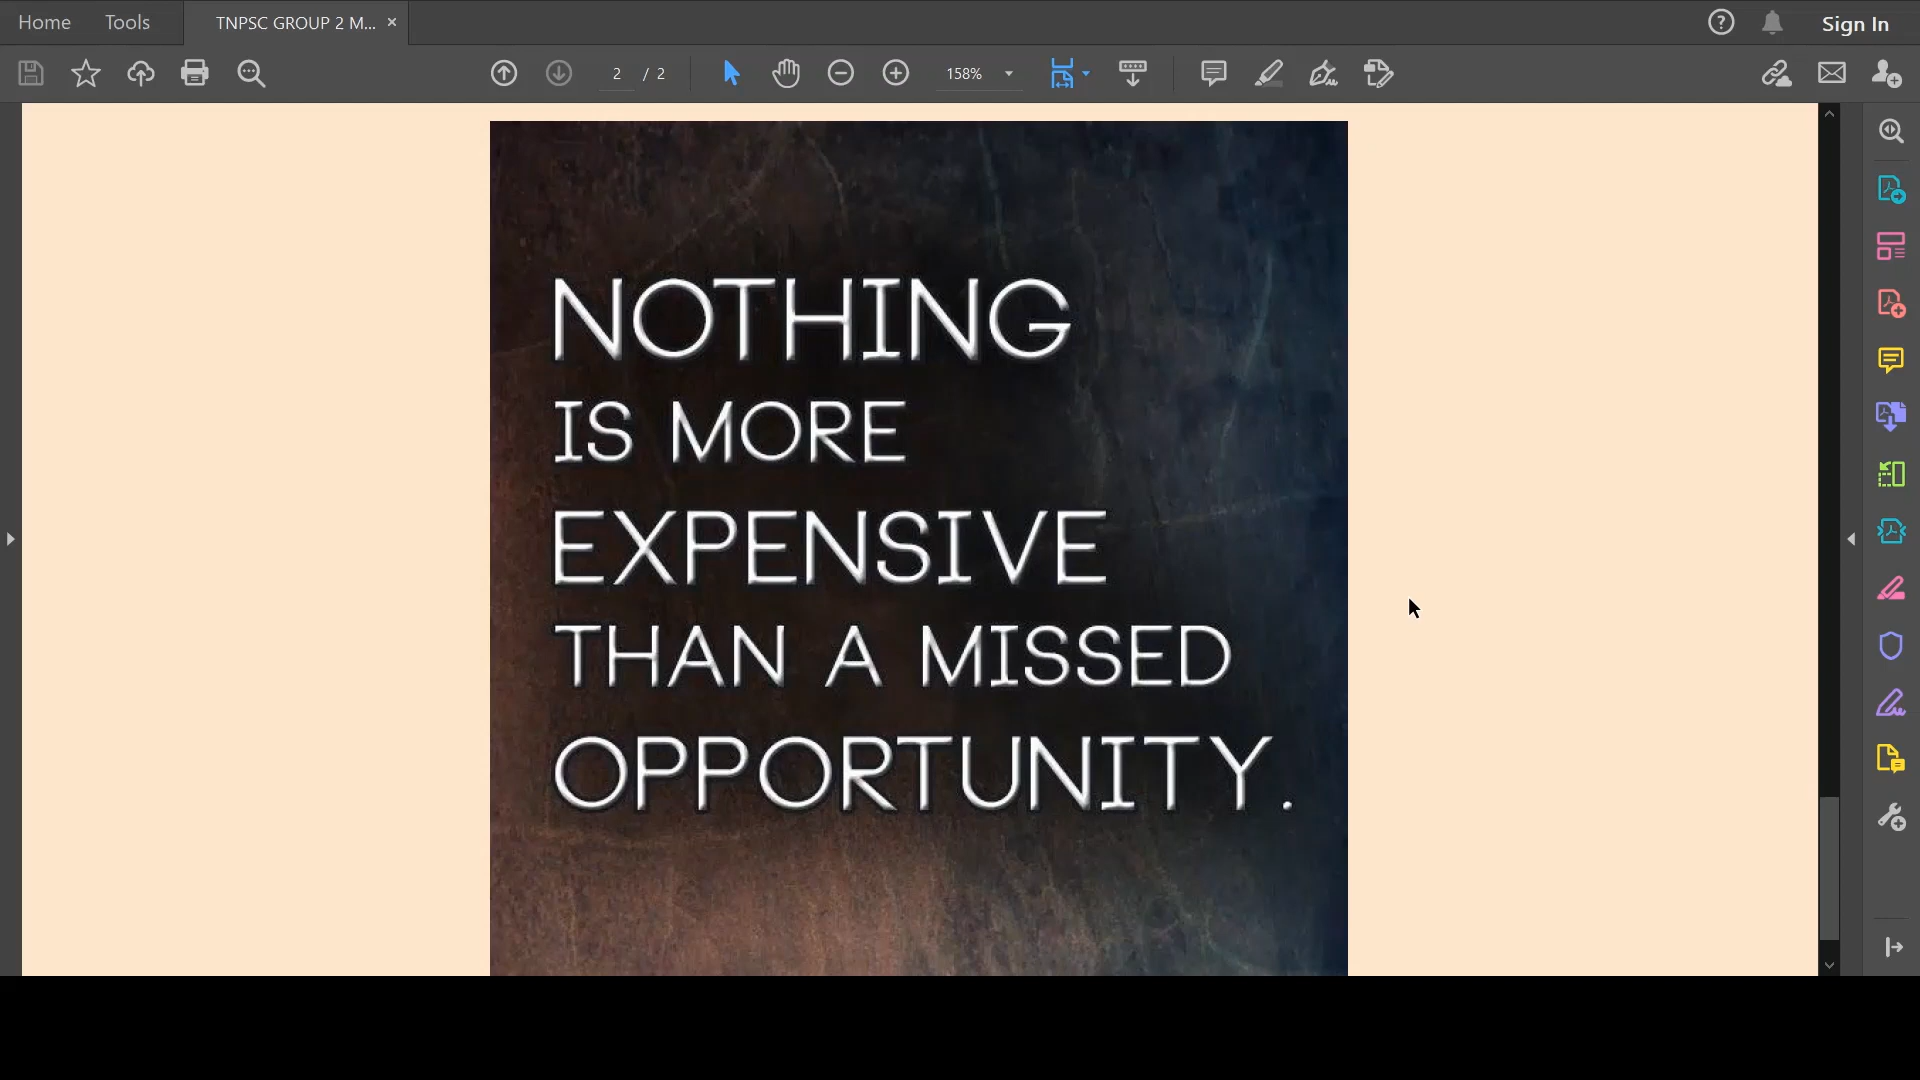 Home Tools TNPSC GROUP 2 M... × Sign In
2 / 2 158%
NOTHING
IS MORE
EXPENSIVE
THAN A MISSED
OPPORTUNITY.